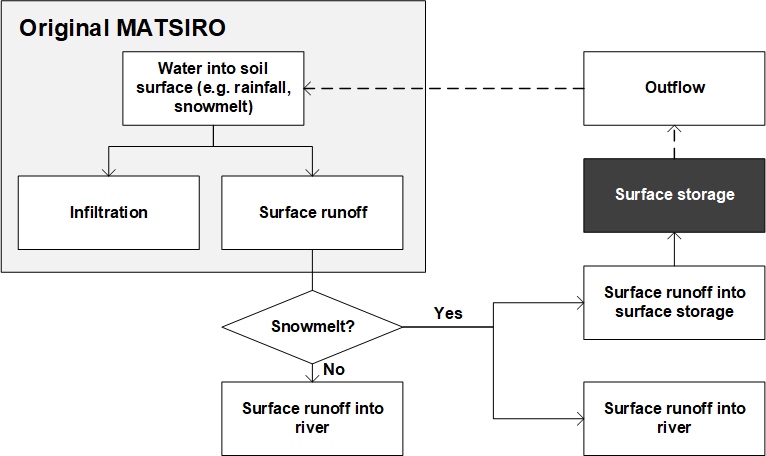 Original MATSIRO
Water into soil
surface (e.g. rainfall,
snowmelt)
Outflow
Infiltration
Surface runoff
Surface storage
Surface runoff into
surface storage
Snowmelt?
Yes
No
Surface runoff into
river
Surface runoff into
river